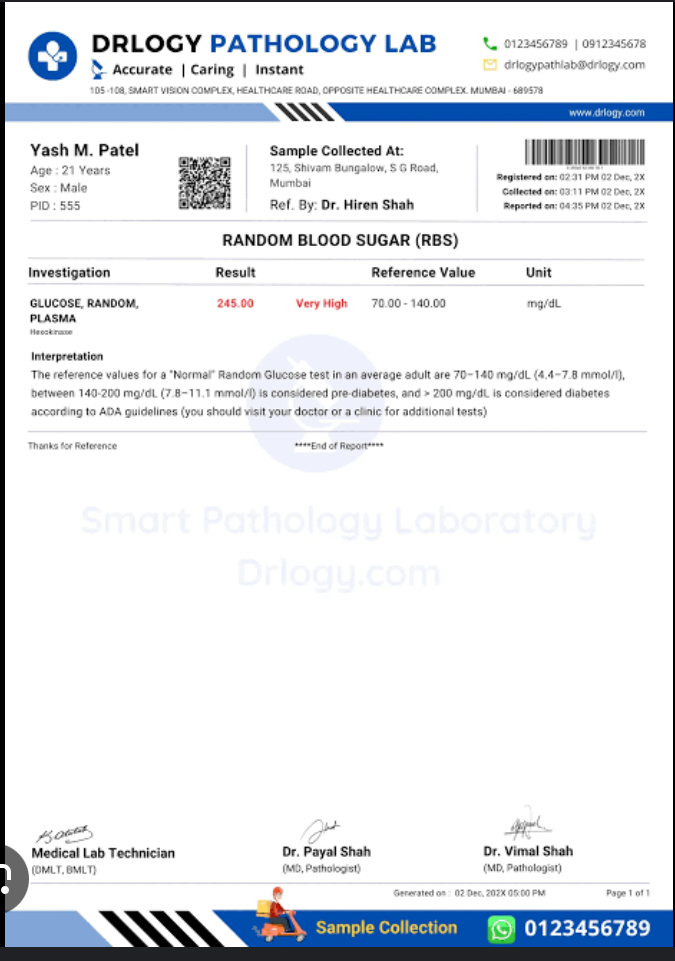 DRLOGY PATHOLOGY LAB
Accurate | Caring | Instant
0123456789 | 0912345678
drlogypathlab@drlogy.com
105 -108, SMART VISION COMPLEX, HEALTHCARE ROAD, OPPOSITE HEALTHCARE COMPLEX. MUMBAI - 689578
www.drlogy.com
Yash M. Patel
Age : 21 Years
Sex : Male
PID : 555
Sample Collected At:
125, Shivam Bungalow, S G Road,
Mumbai
Ref. By: Dr. Hiren Shah
Registered on: 02:31 PM 02 Dec, 2X
Collected on: 03:11 PM 02 Dec, 2X
Reported on: 04:35 PM 02 Dec, 2X
RANDOM BLOOD SUGAR (RBS)
Investigation Result Reference Value Unit
GLUCOSE, RANDOM, 245.00 Very High 70.00 - 140.00 mg/dL
PLASMA
Hexokinase
Interpretation
The reference values for a "Normal" Random Glucose test in an average adult are 70–140 mg/dL (4.4–7.8 mmol/l),
between 140-200 mg/dL (7.8–11.1 mmol/l) is considered pre-diabetes, and > 200 mg/dL is considered diabetes
according to ADA guidelines (you should visit your doctor or a clinic for additional tests)
Thanks for Reference ****End of Report****
Smart Pathology Laboratory
Drlogy.com
Medical Lab Technician
(DMLT, BMLT)
Dr. Payal Shah
(MD, Pathologist)
Dr. Vimal Shah
(MD, Pathologist)
Generated on : 02 Dec, 202X 05:00 PM Page 1 of 1
Sample Collection 0123456789